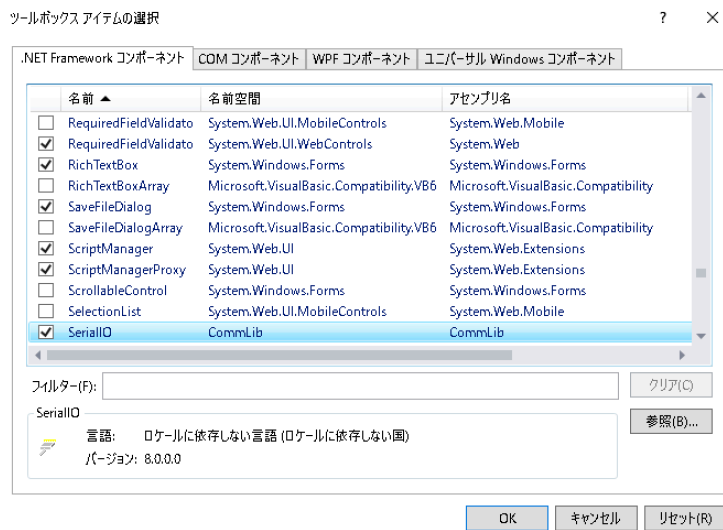 ツールボックス アイテムの選択 ? ×
.NET Framework コンポーネント COM コンポーネント WPF コンポーネント ユニバーサル Windows コンポーネント
名前 ▲ 名前空間 アセンブリ名
RequiredFieldValidato System.Web.UI.MobileControls System.Web.Mobile
RequiredFieldValidato System.Web.UI.WebControls System.Web
RichTextBox System.Windows.Forms System.Windows.Forms
RichTextBoxArray Microsoft.VisualBasic.Compatibility.VB6 Microsoft.VisualBasic.Compatibility
SaveFileDialog System.Windows.Forms System.Windows.Forms
SaveFileDialogArray Microsoft.VisualBasic.Compatibility.VB6 Microsoft.VisualBasic.Compatibility
ScriptManager System.Web.UI System.Web.Extensions
ScriptManagerProxy System.Web.UI System.Web.Extensions
ScrollableControl System.Windows.Forms System.Windows.Forms
SelectionList System.Web.UI.MobileControls System.Web.Mobile
SerialIO CommLib CommLib
フィルター(F): クリア(C)
SerialIO 参照(B)...
言語: ロケールに依存しない言語 (ロケールに依存しない国)
バージョン: 8.0.0.0
OK キャンセル リセット(R)